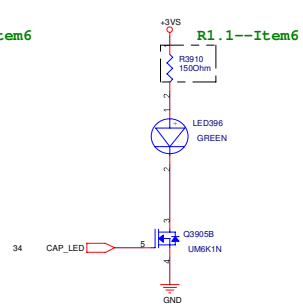 +3VS
tem6
R1.1--Item6
1
R3910
150Ohm
2
1
LED396
+
GREEN
2
3
Q3905B
34
CAP_LED
5
UM6K1N
4
GND